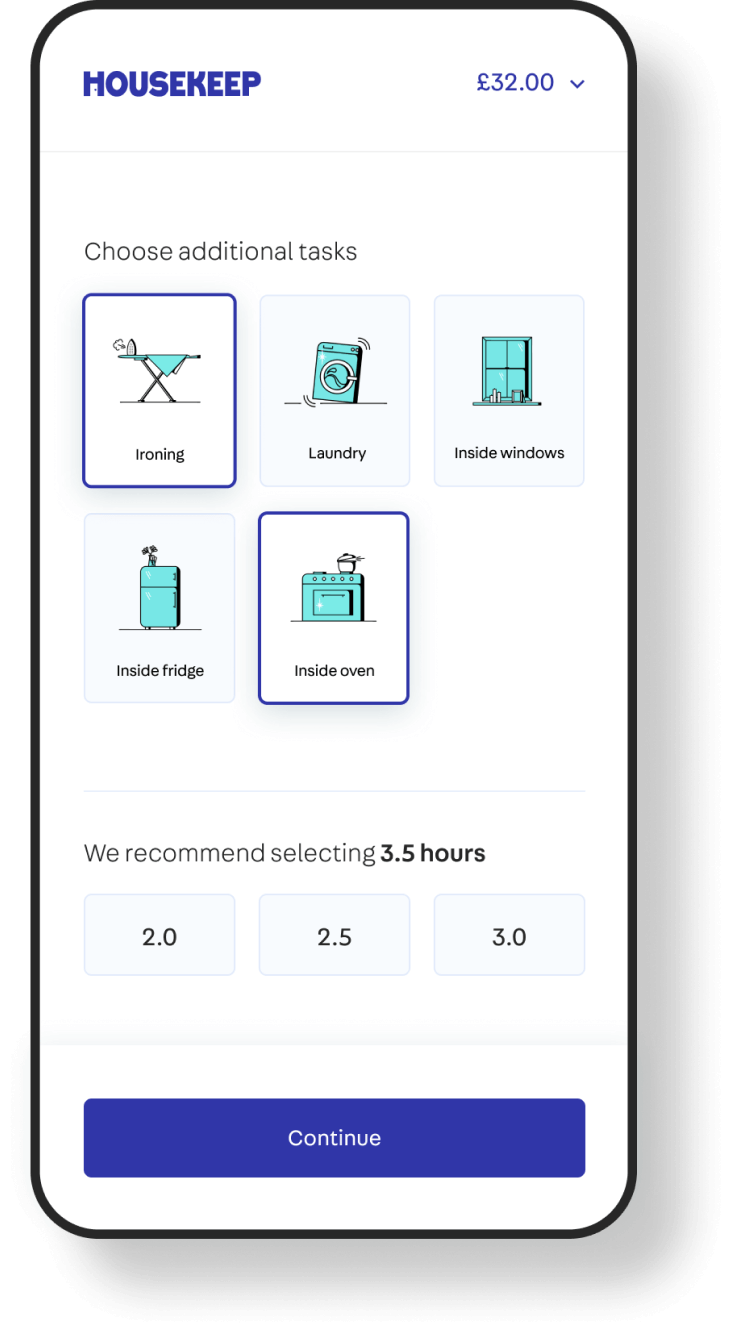 HOUSEKEEP £32.00
Choose additional tasks
Ironing Laundry Inside windows
Inside fridge Inside oven
We recommend selecting 3.5 hours
2.0 2.5 3.0
Continue